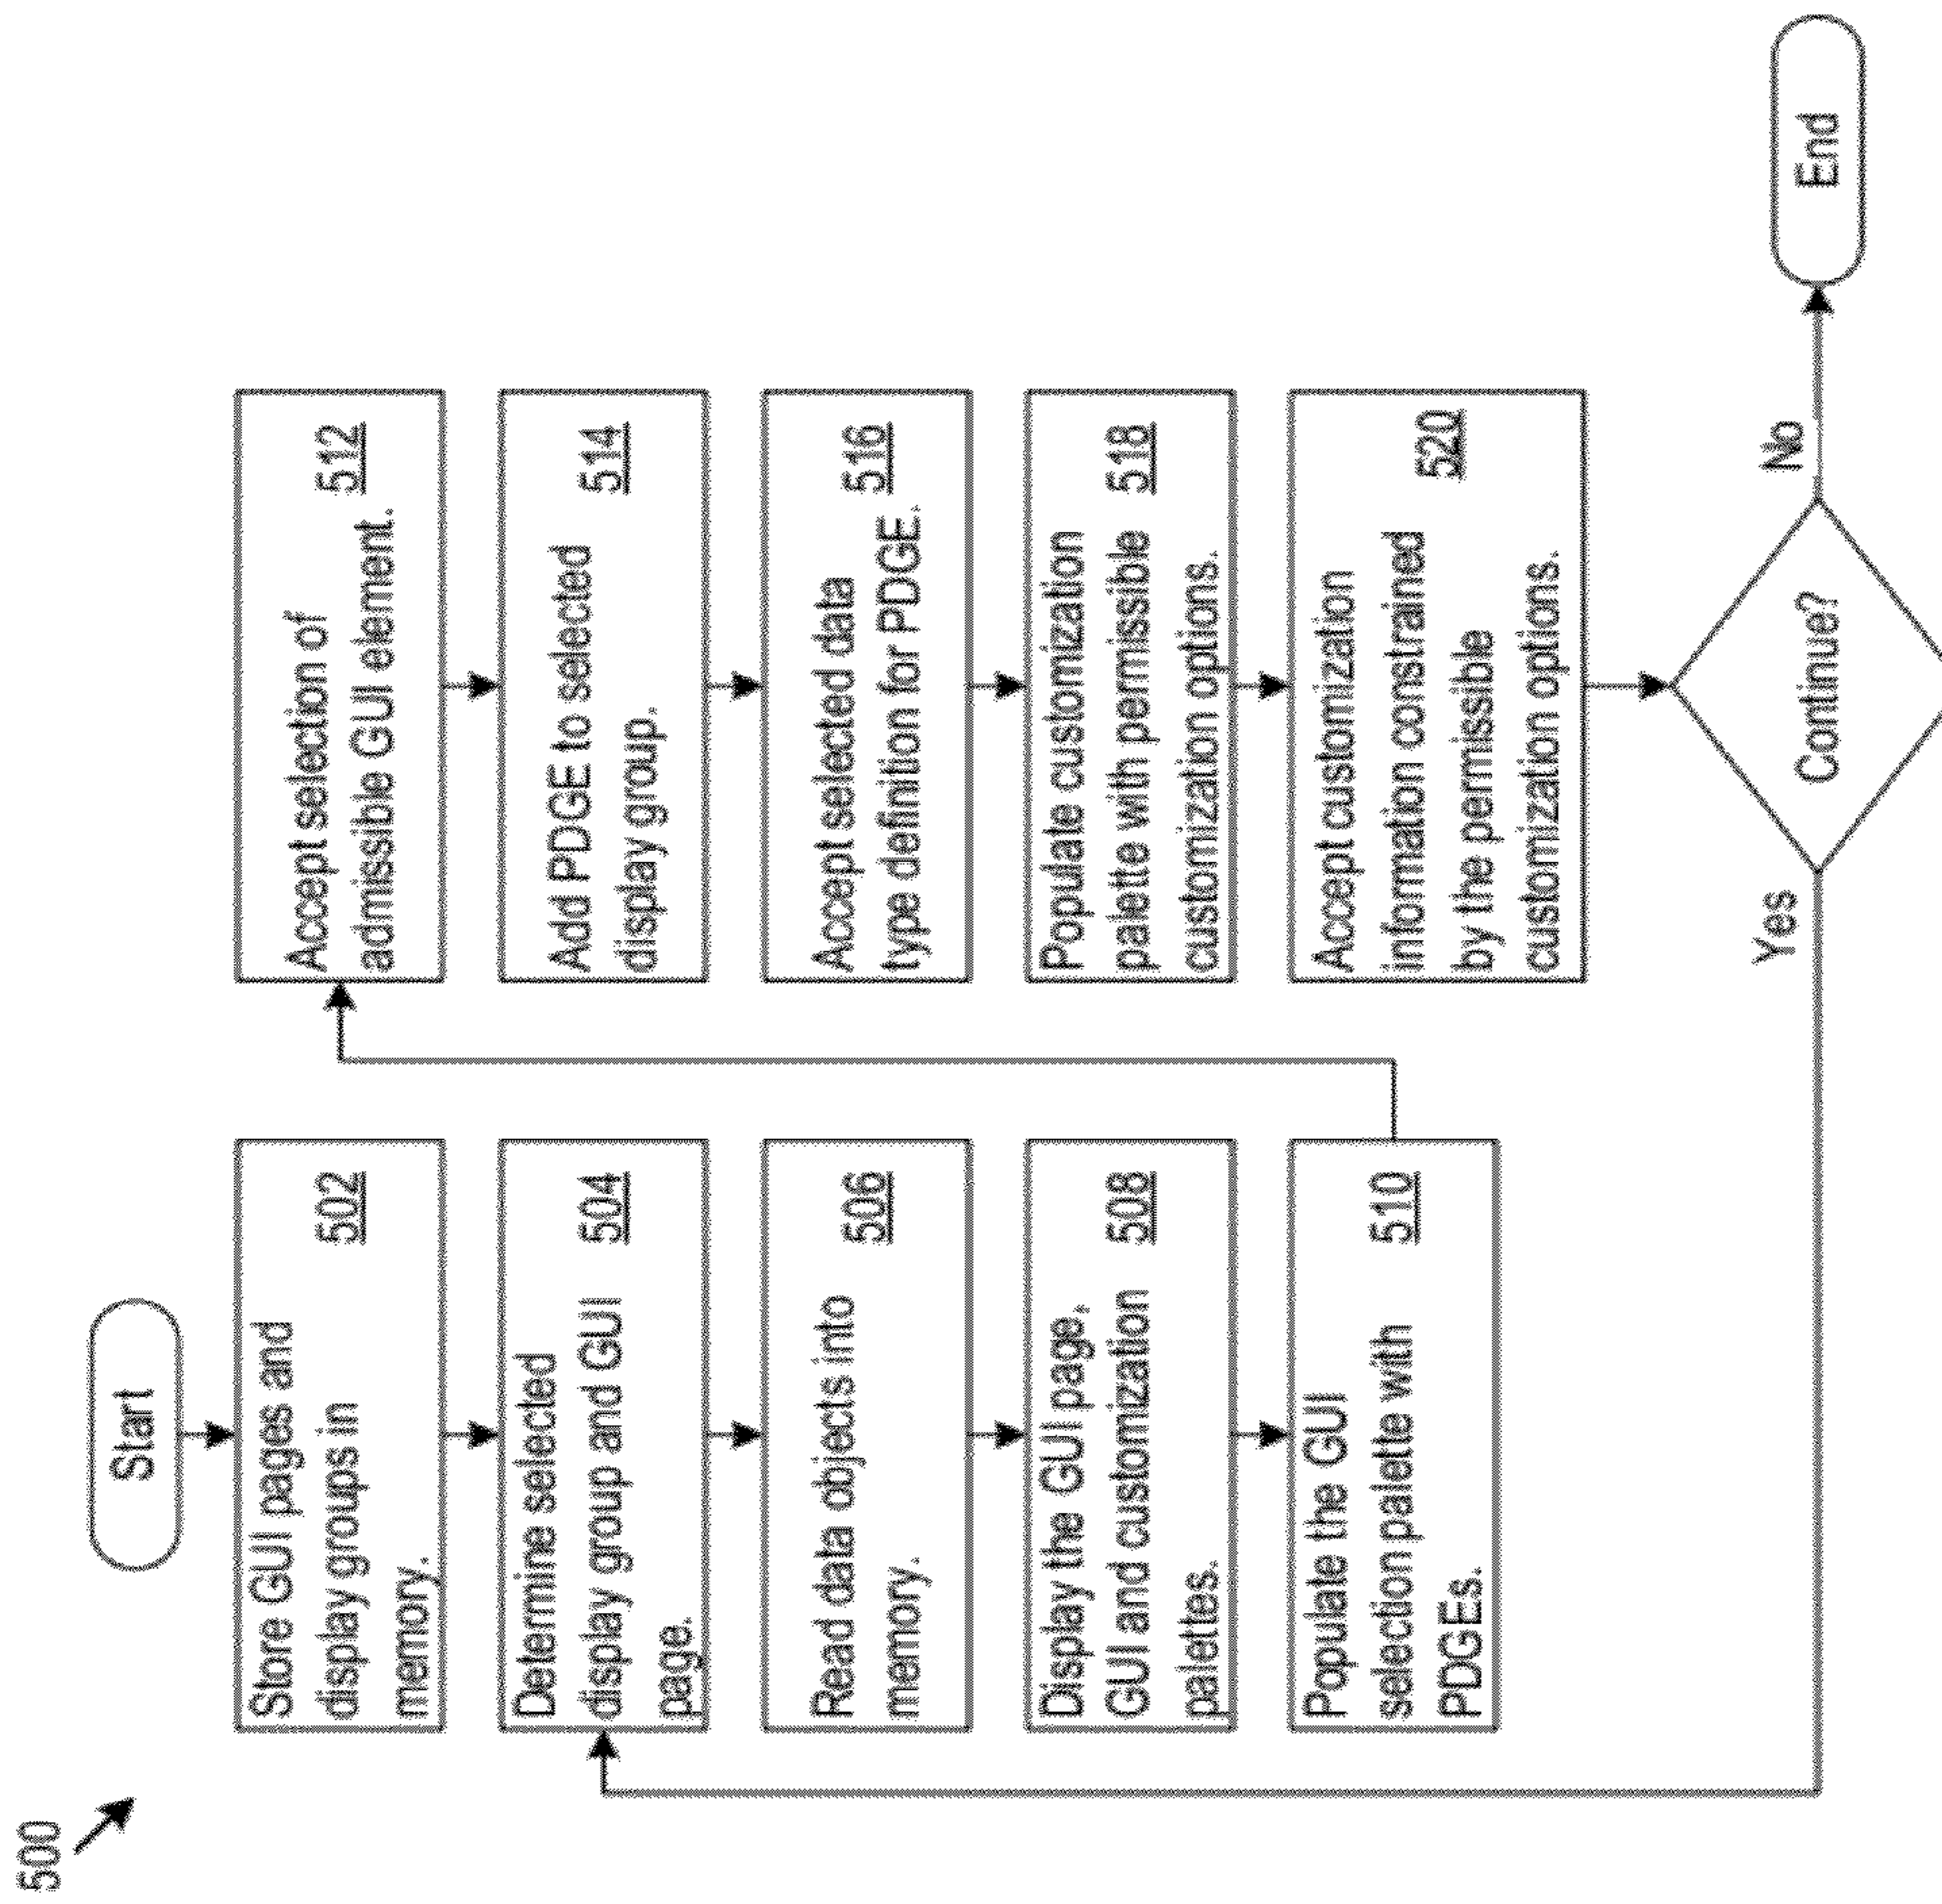 500
Start
Store GUI pages and
display groups in
memory.
502
Determine selected
display group and GUI
page.
504
Read data objects into
memory.
506
Display the GUI page,
GUI and customization
palettes.
508
Populate the GUI
selection palette with
PDGEs.
510
Accept selection of
admissible GUI element.
512
Add PDGE to selected
display group.
514
Accept selected data
type definition for PDGE.
516
Populate customization
palette with permissible
customization options.
518
Accept customization
information constrained
by the permissible
customization options.
520
Continue?
Yes
No
End